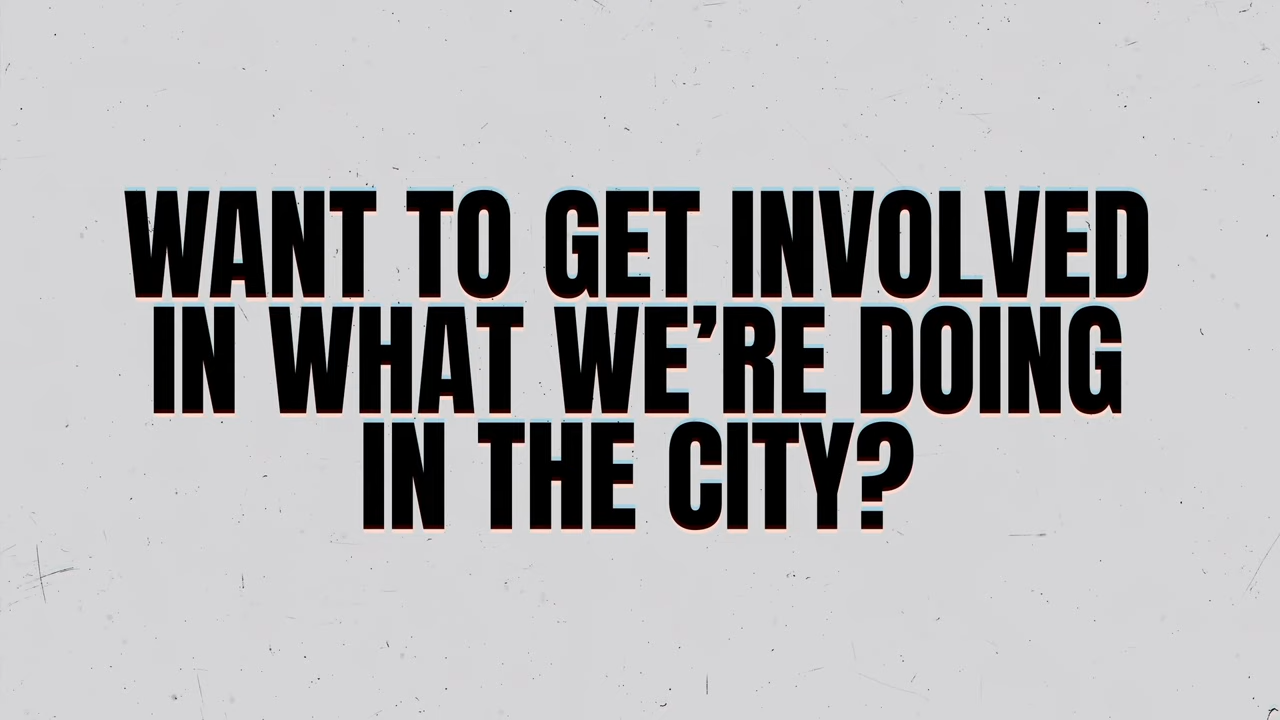 WANT TO GET INVOLVED
IN WHAT WE’RE DOING
IN THE CITY?